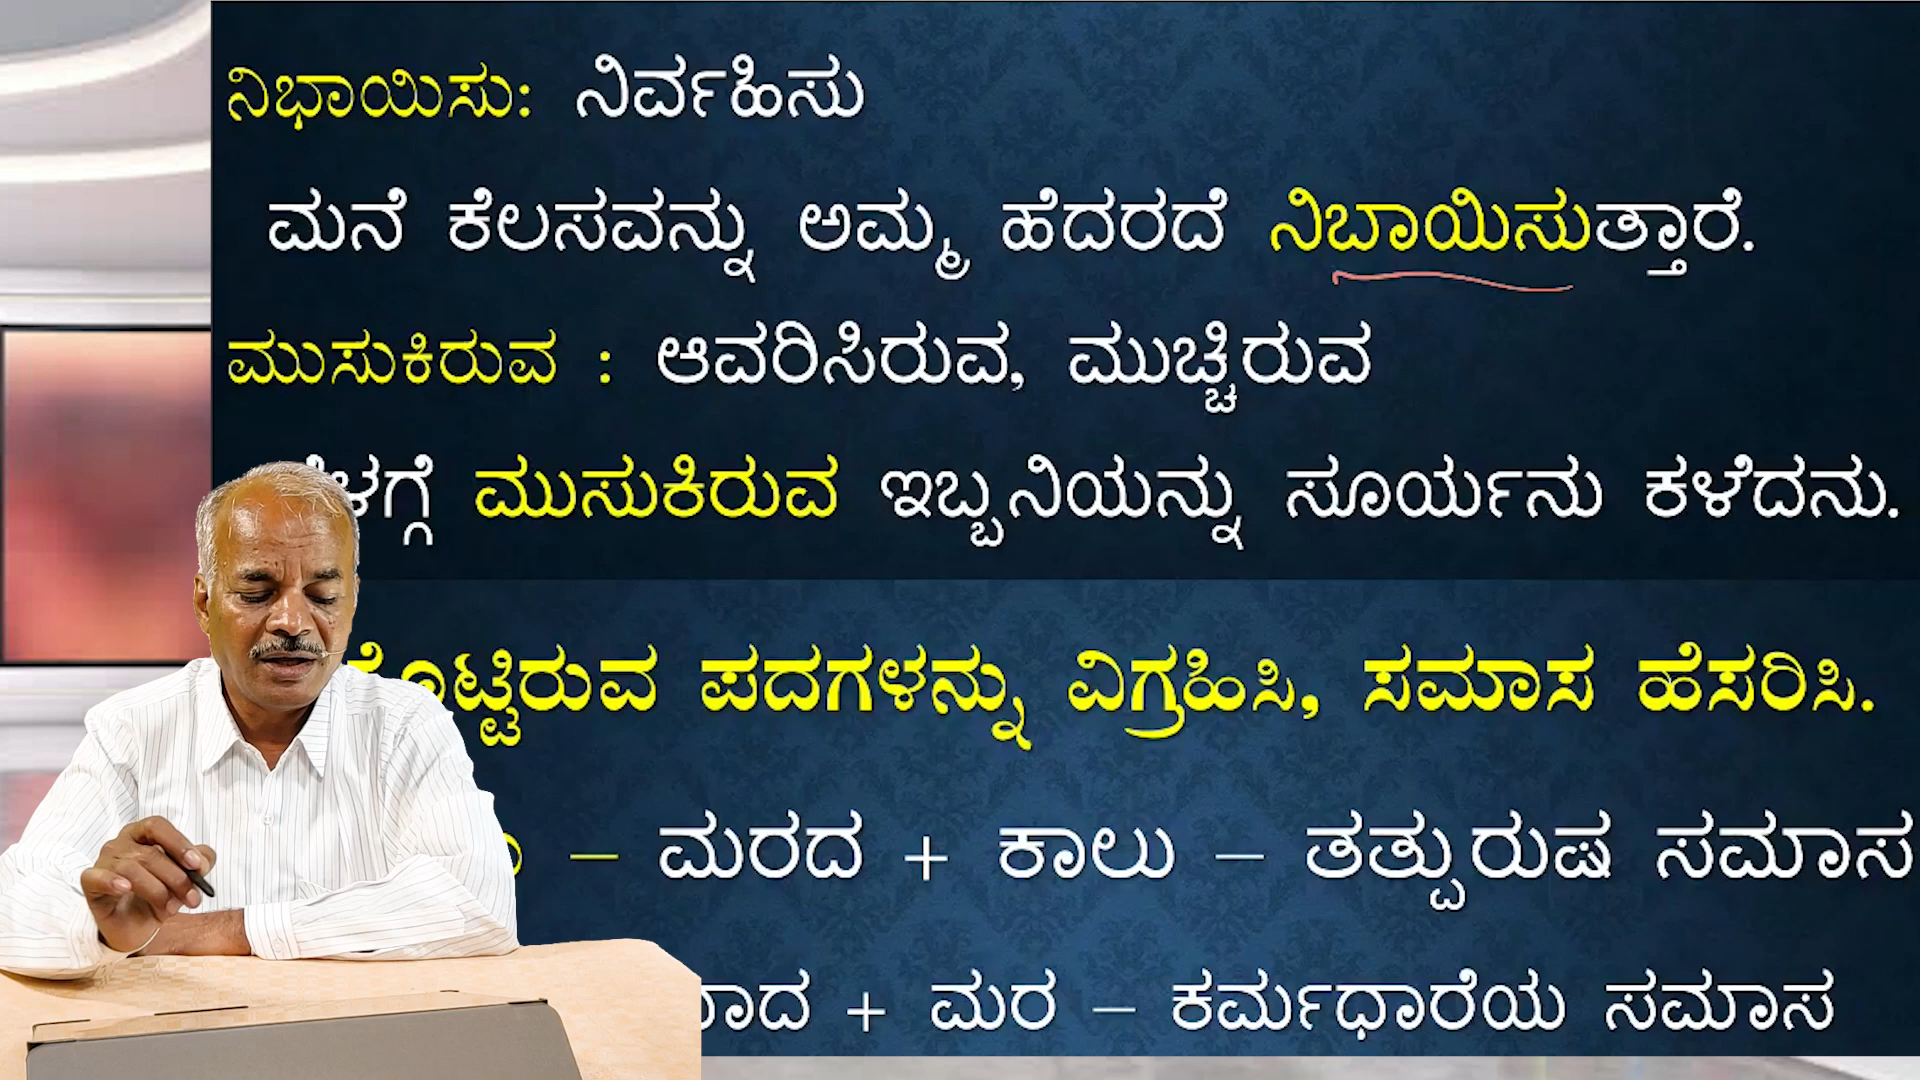 ನಿಭಾಯಿಸು: ನಿರ್ವಹಿಸು
ಮನೆ ಕೆಲಸವನ್ನು ಅಮ್ಮ ಹೆದರದೆ ನಿಬಾಯಿಸುತ್ತಾರೆ.
ಮುಸುಕಿರುವ : ಆವರಿಸಿರುವ, ಮುಚ್ಚಿರುವ
ಮುಸುಕಿರುವ ಇಬ್ಬನಿಯನ್ನು ಸೂರ್ಯನು ಕಳೆದನು.
ಪದಗಳನ್ನು ವಿಗ್ರಹಿಸಿ, ಸಮಾಸ ಹೆಸರಿಸಿ.
– ಮರದ + ಕಾಲು – ತತ್ಪುರುಷ ಸಮಾಸ
+ ಮರ – ಕರ್ಮಧಾರೆಯ ಸಮಾಸ